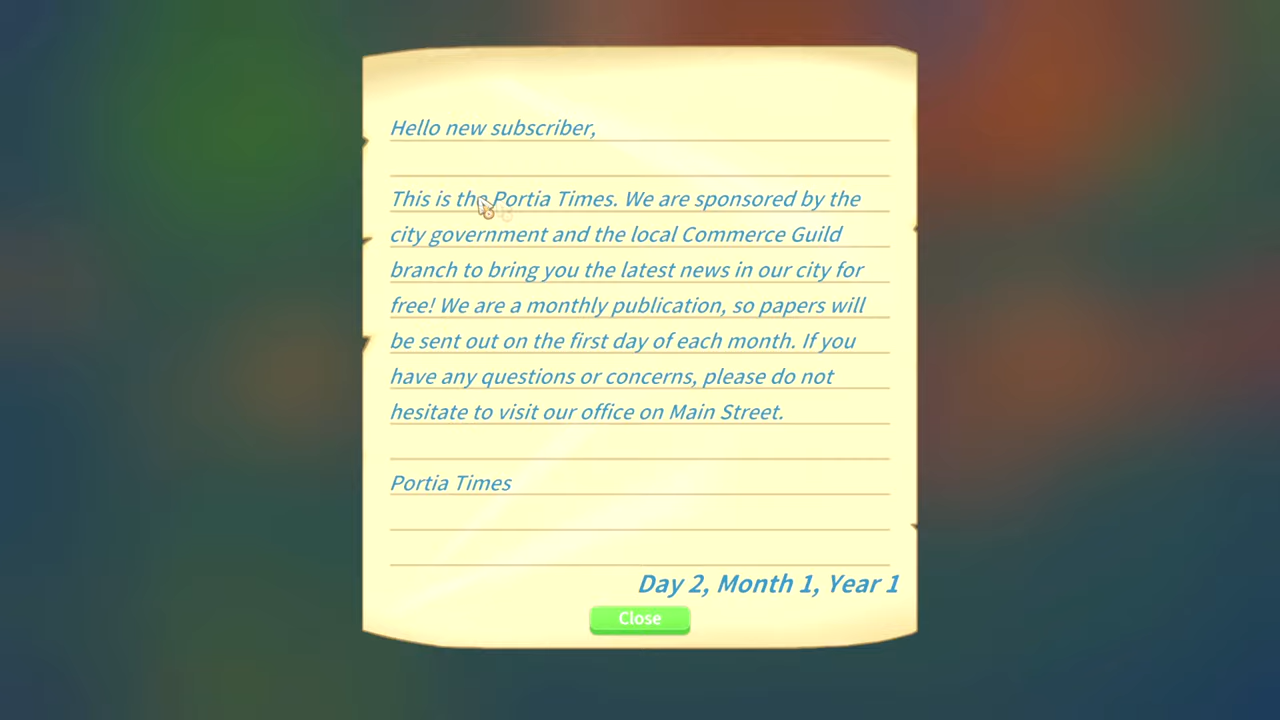 Hello new subscriber,
This is the Portia Times. We are sponsored by the
city government and the local Commerce Guild
branch to bring you the latest news in our city for
free! We are a monthly publication, so papers will
be sent out on the first day of each month. If you
have any questions or concerns, please do not
hesitate to visit our office on Main Street.
Portia Times
Day 2, Month 1, Year 1
Close